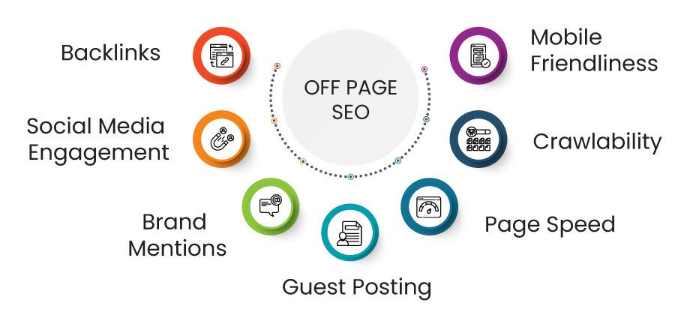 OFF PAGE
SEO
Backlinks
Social Media
Engagement
Brand
Mentions
Guest Posting
Page Speed
Crawlability
Mobile
Friendliness